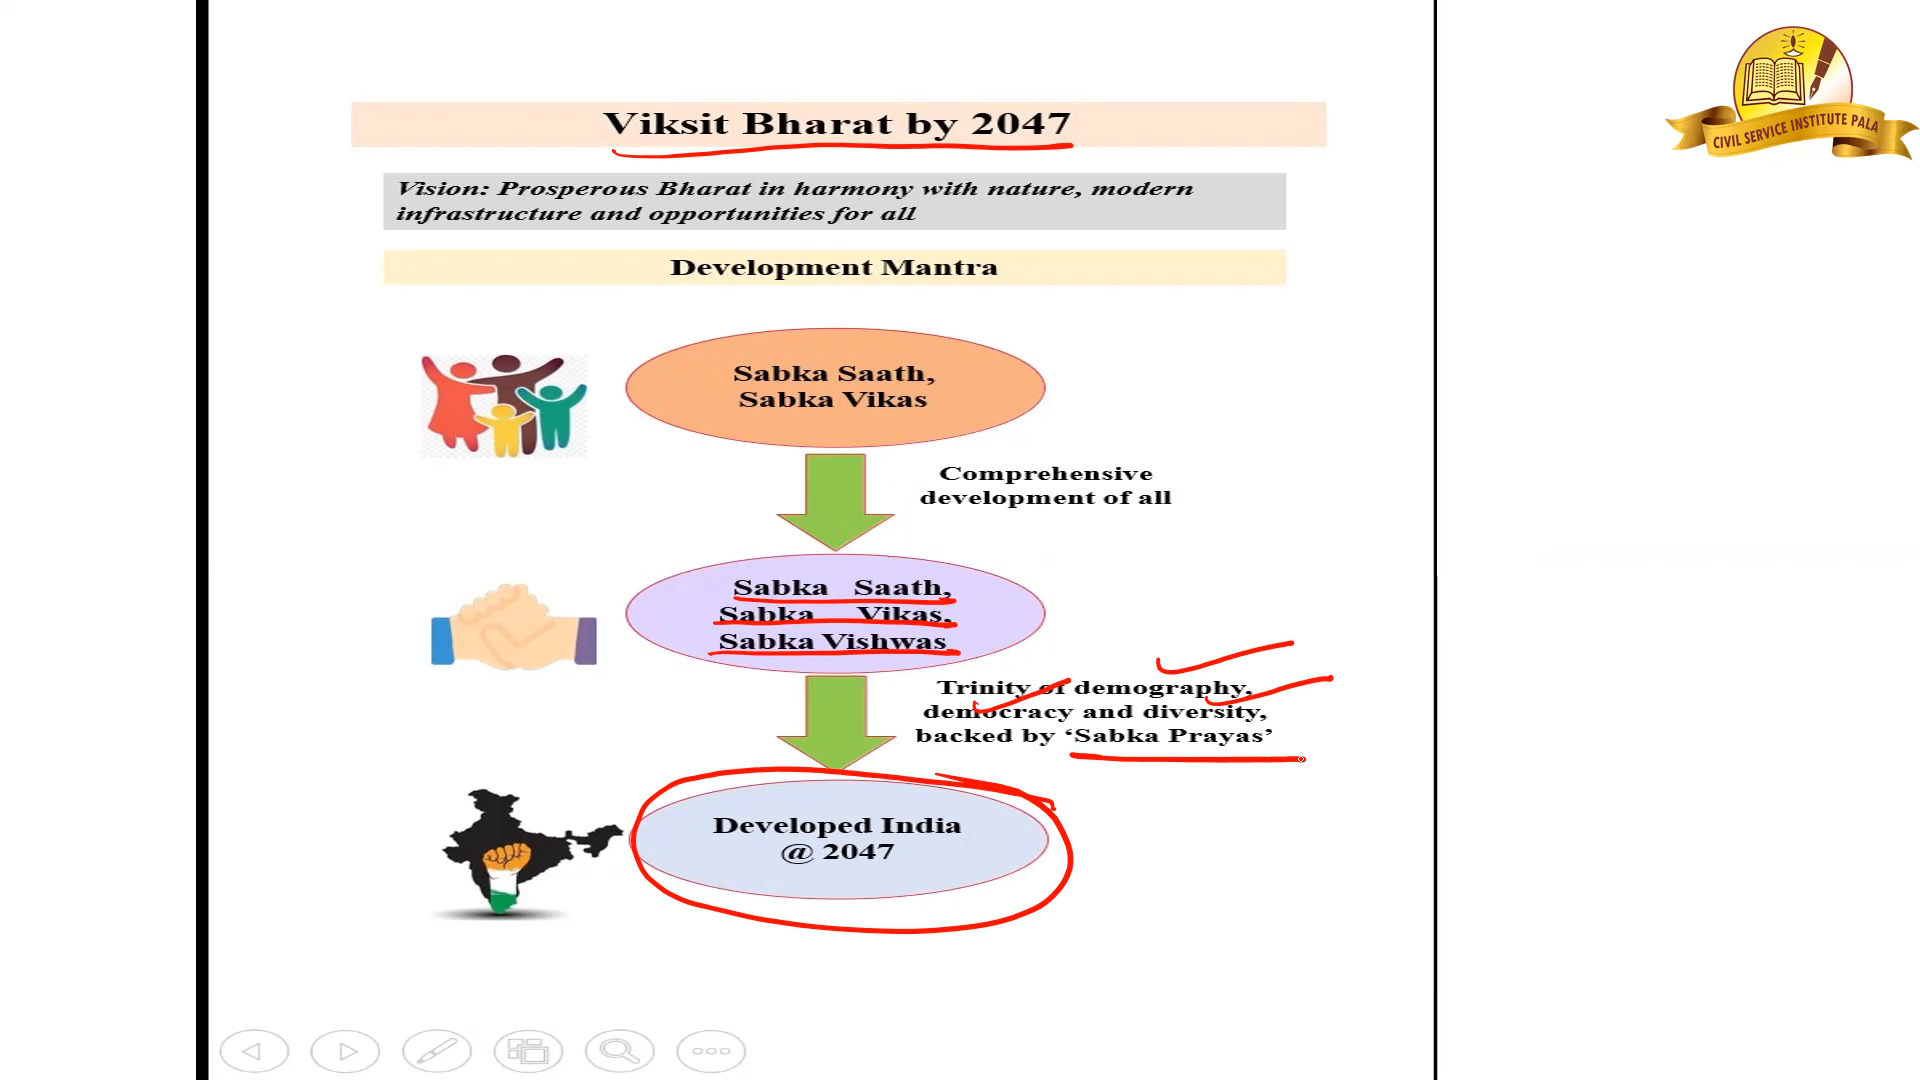 Viksit Bharat by 2047
Vision: Prosperous Bharat in harmony with nature, modern
infrastructure and opportunities for all
Development Mantra
Sabka Saath,
Sabka Vikas
Comprehensive
development of all
Sabka Saath,
Sabka Vikas,
Sabka Vishwas
Trinity of demography,
democracy and diversity,
backed by ‘Sabka Prayas’
Developed India
@ 2047
CIVIL SERVICE INSTITUTE PALA